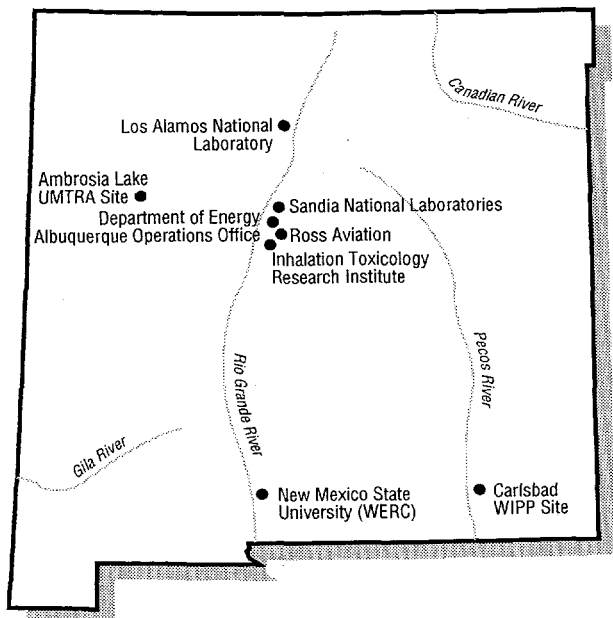 Canadian River
Los Alamos National
Laboratory
Ambrosia Lake
UMTRA Site
Sandia National Laboratories
Department of Energy
Albuquerque Operations Office
Ross Aviation
Inhalation Toxicology
Research Institute
Rio Grande River
Pecos River
Gila River
New Mexico State
University (WERC)
Carlsbad
WIPP Site